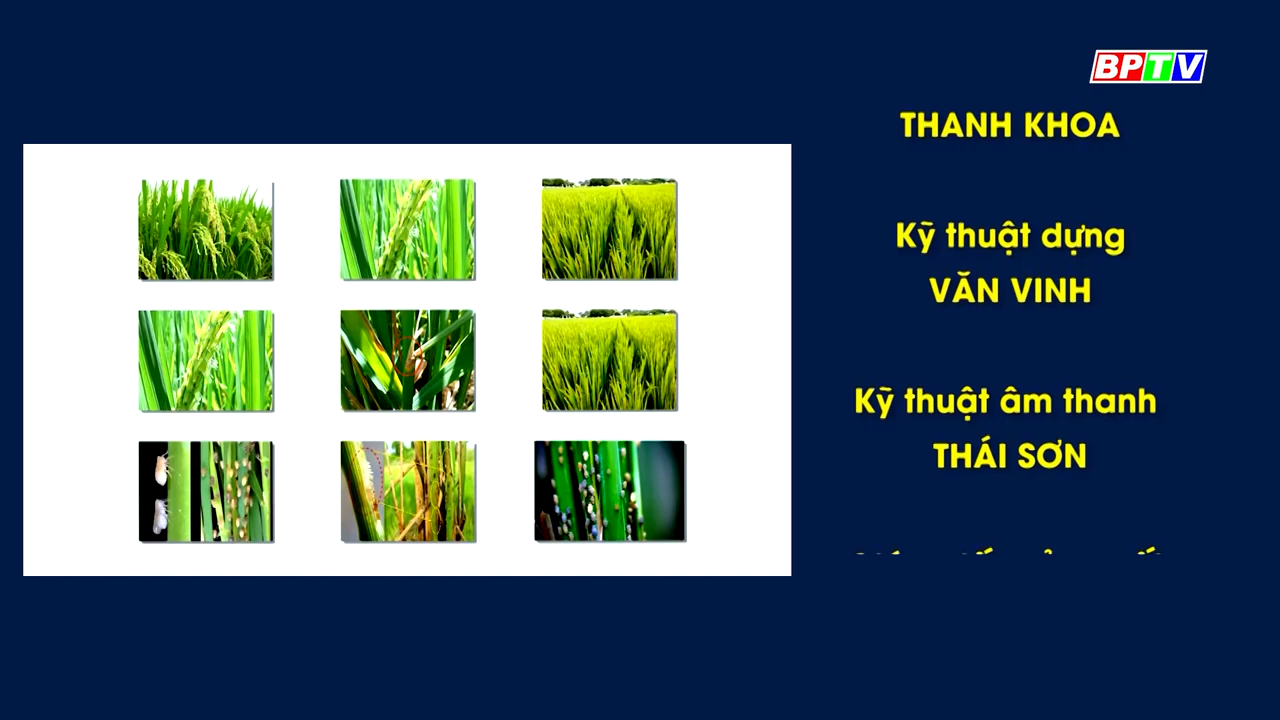 BPTV
THANH KHOA
Kỹ thuật dựng
VĂN VINH
Kỹ thuật âm thanh
THÁI SƠN